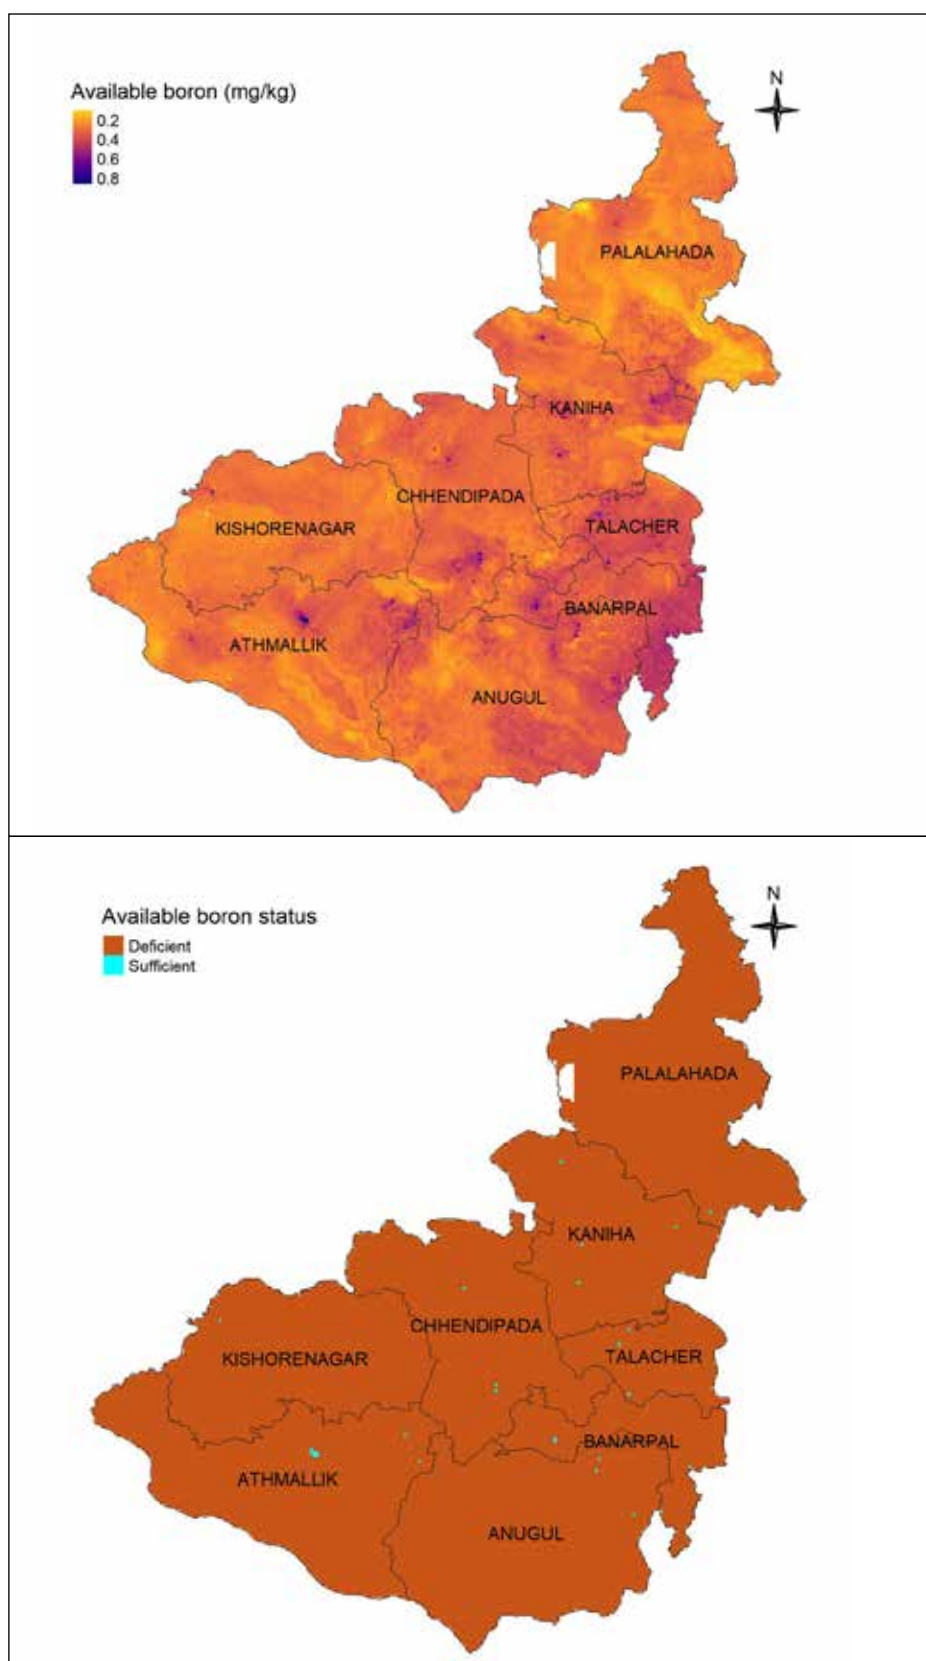 Available boron (mg/kg)
N
0.2
0.4
0.6
0.8
PALALAHADA
KANIHA
CHHENDIPADA
KISHORENAGAR
TALACHER
BANARPAL
ATHMALLIK
ANUGUL
Available boron status
N
Deficient
Sufficient
PALALAHADA
KANIHA
CHHENDIPADA
KISHORENAGAR
TALACHER
BANARPAL
ATHMALLIK
ANUGUL